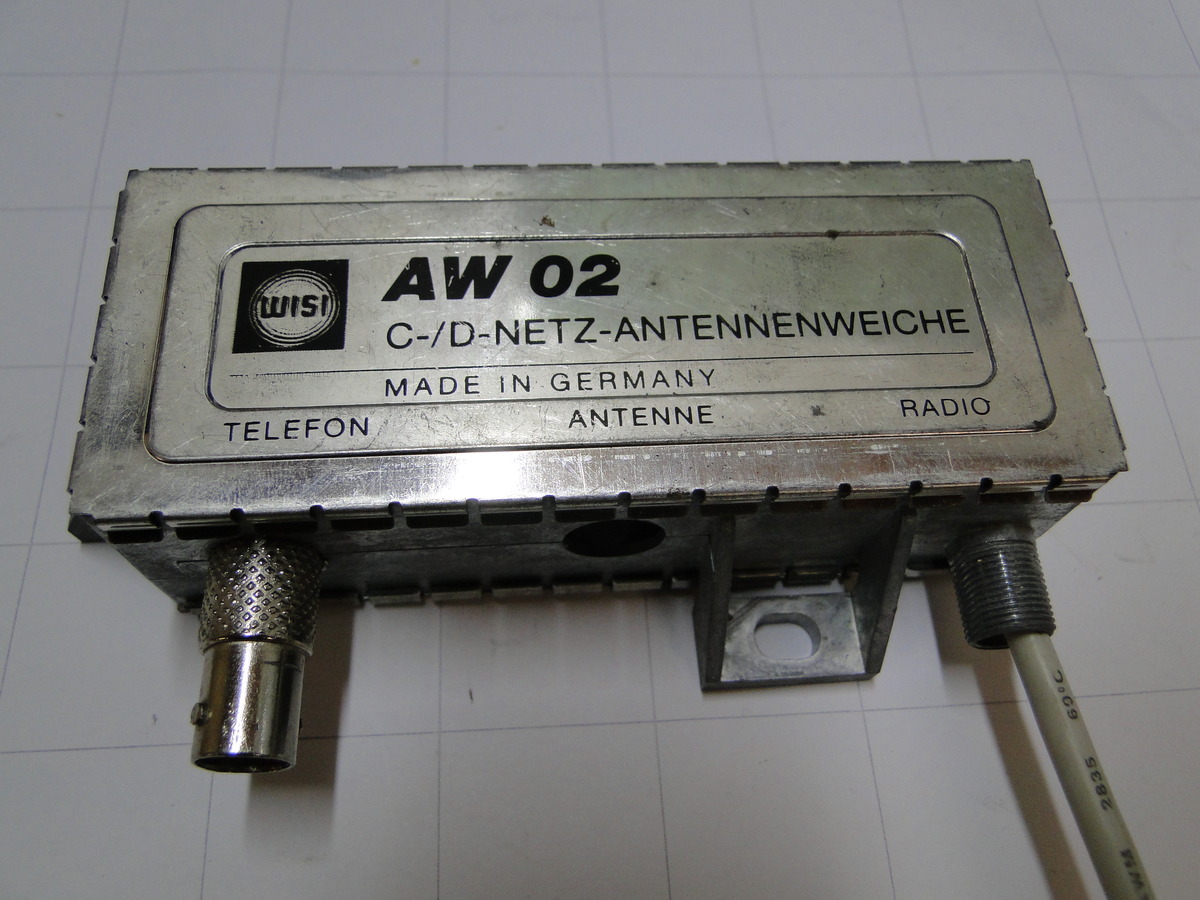 WISI
AW 02
C-/D-NETZ-ANTENNENWEICHE
MADE IN GERMANY
TELEFON ANTENNE RADIO
60°C
2835